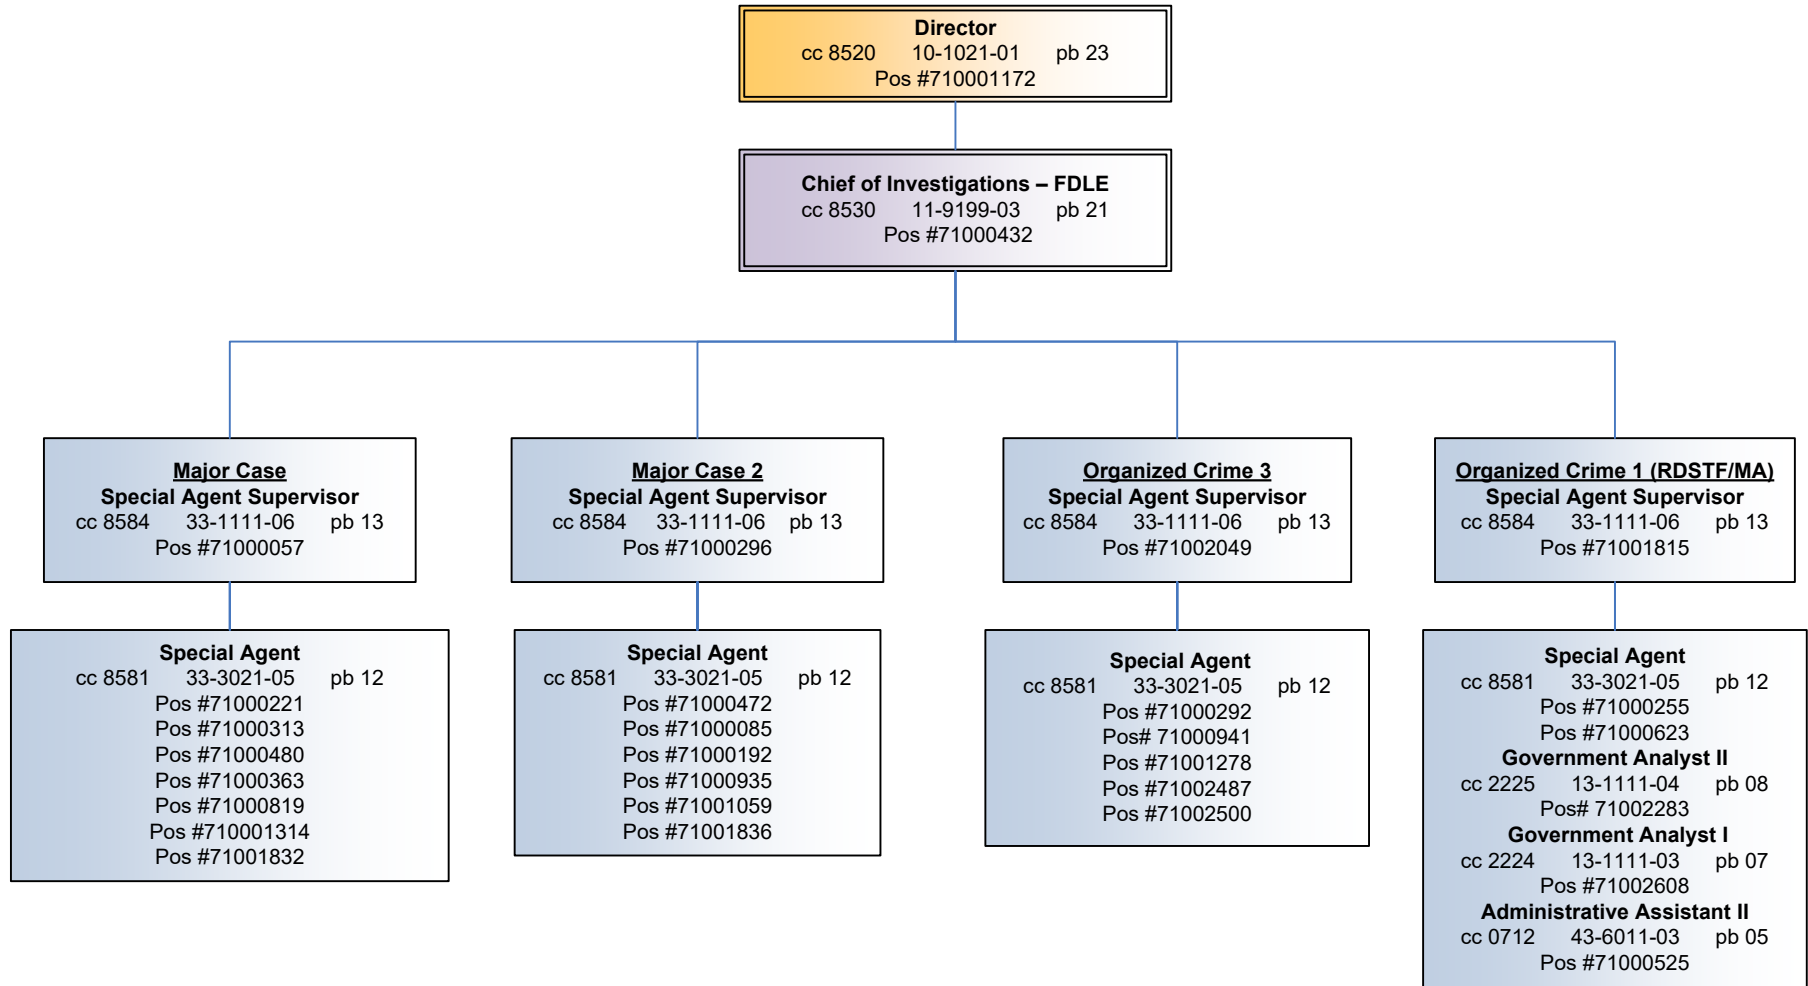 Director
cc 8520 10-1021-01 pb 23
Pos #710001172
Chief of Investigations – FDLE
cc 8530 11-9199-03 pb 21
Pos #71000432
Major Case
Special Agent Supervisor
cc 8584 33-1111-06 pb 13
Pos #71000057
Major Case 2
Special Agent Supervisor
cc 8584 33-1111-06 pb 13
Pos #71000296
Organized Crime 3
Special Agent Supervisor
cc 8584 33-1111-06 pb 13
Pos #71002049
Organized Crime 1 (RDSTF/MA)
Special Agent Supervisor
cc 8584 33-1111-06 pb 13
Pos #71001815
Special Agent
cc 8581 33-3021-05 pb 12
Pos #71000221
Pos #71000313
Pos #71000480
Pos #71000363
Pos #71000819
Pos #710001314
Pos #71001832
Special Agent
cc 8581 33-3021-05 pb 12
Pos #71000472
Pos #71000085
Pos #71000192
Pos #71000935
Pos #71001059
Pos #71001836
Special Agent
cc 8581 33-3021-05 pb 12
Pos #71000292
Pos# 71000941
Pos #71001278
Pos #71002487
Pos #71002500
Special Agent
cc 8581 33-3021-05 pb 12
Pos #71000255
Pos #71000623
Government Analyst II
cc 2225 13-1111-04 pb 08
Pos# 71002283
Government Analyst I
cc 2224 13-1111-03 pb 07
Pos #71002608
Administrative Assistant II
cc 0712 43-6011-03 pb 05
Pos #71000525